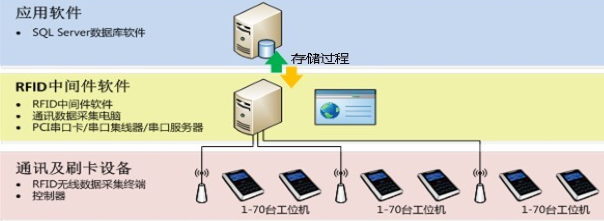 应用软件
• SQL Server数据库软件
存储过程
RFID中间件软件
• RFID中间件软件
• 通讯数据采集电脑
• PCI串口卡/串口集线器/串口服务器
通讯及刷卡设备
• RFID无线数据采集终端
• 控制器
1-70台工位机 1-70台工位机 1-70台工位机